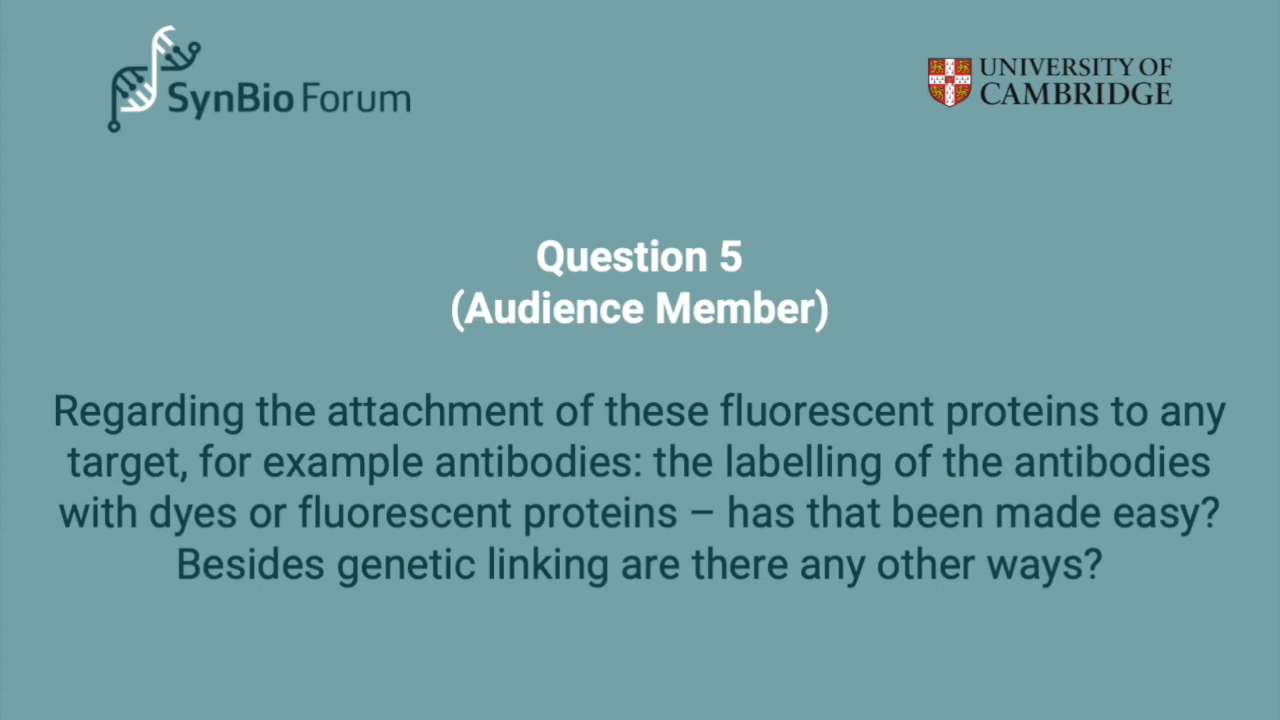 SynBio Forum
UNIVERSITY OF
CAMBRIDGE
Question 5
(Audience Member)
Regarding the attachment of these fluorescent proteins to any
target, for example antibodies: the labelling of the antibodies
with dyes or fluorescent proteins – has that been made easy?
Besides genetic linking are there any other ways?